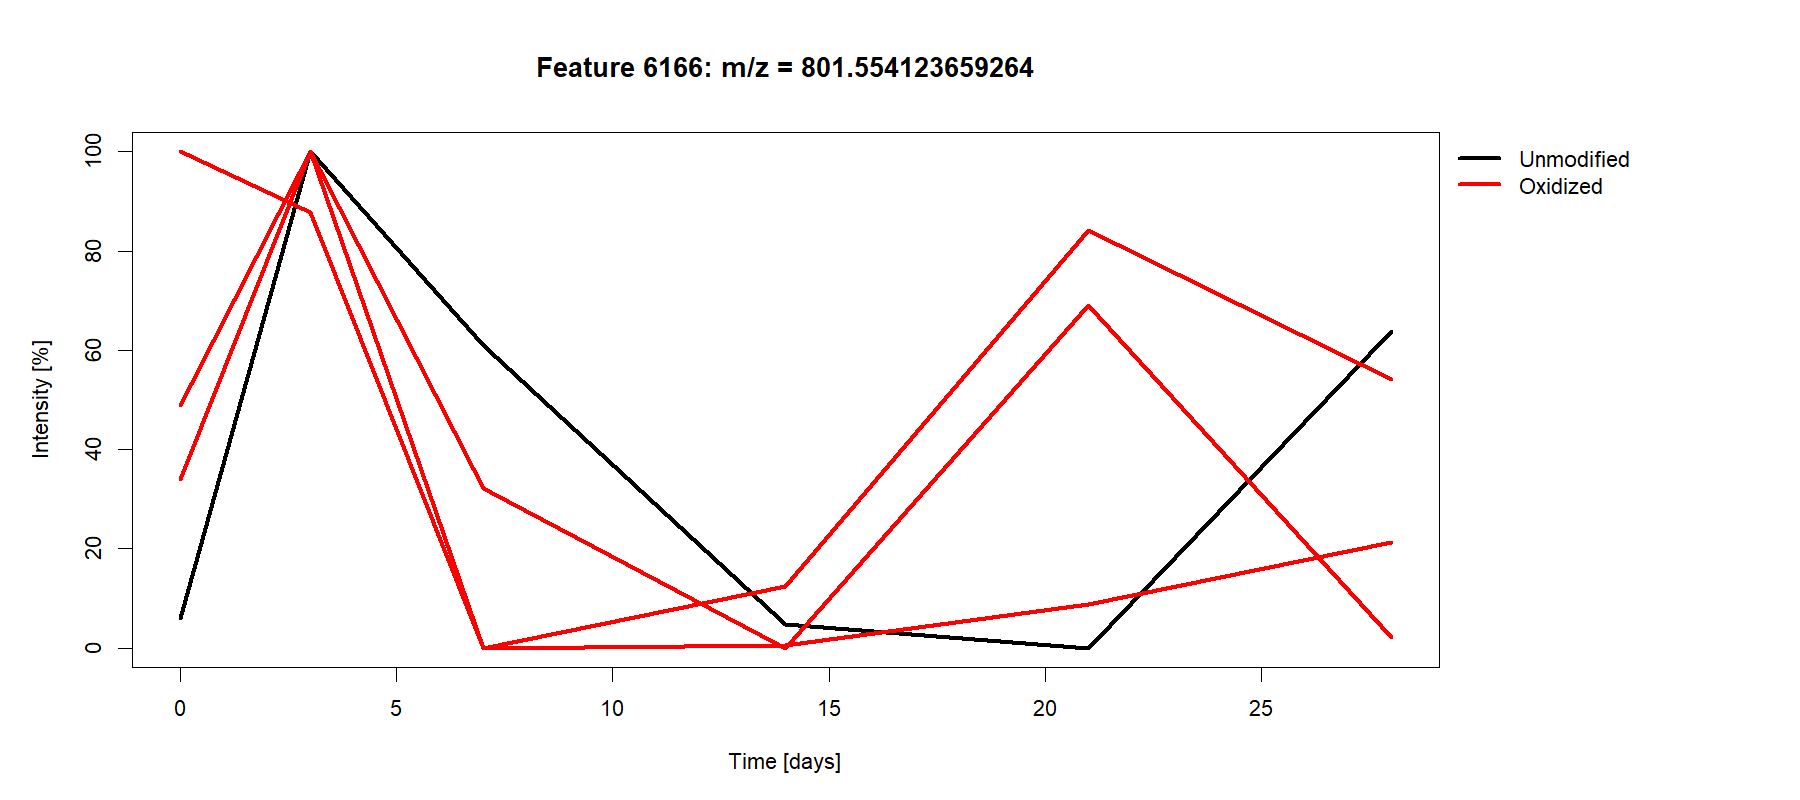 Feature 6166: m/z = 801.554123659264
Unmodified
Oxidized
Intensity [%]
100
80
60
40
20
0
0 5 10 15 20 25
Time [days]